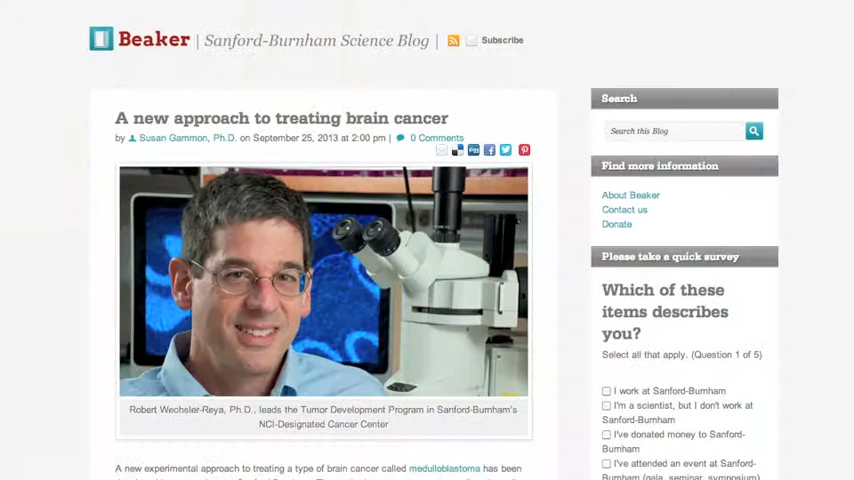 Beaker | Sanford-Burnham Science Blog | Subscribe
A new approach to treating brain cancer
by Susan Gammon, Ph.D. on September 25, 2013 at 2:00 pm | 0 Comments
Robert Wechsler-Reya, Ph.D., leads the Tumor Development Program in Sanford-Burnham's
NCI-Designated Cancer Center
A new experimental approach to treating a type of brain cancer called medulloblastoma has been
Search
Search this Blog
Find more information
About Beaker
Contact us
Donate
Please take a quick survey
Which of these
items describes
you?
Select all that apply. (Question 1 of 5)
I work at Sanford-Burnham
I'm a scientist, but I don't work at
Sanford-Burnham
I've donated money to Sanford-
Burnham
I've attended an event at Sanford-
Burnham (gala, seminar, symposium)